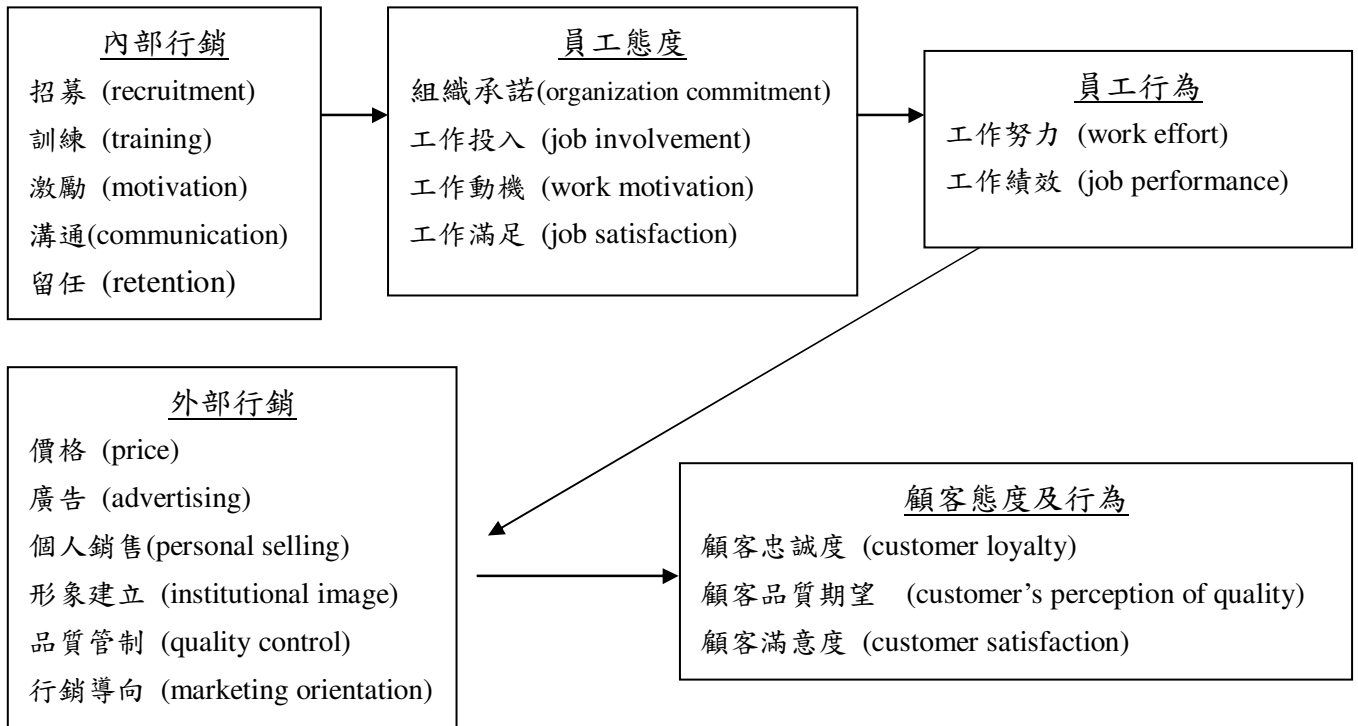 內部行銷
招募 (recruitment)
訓練 (training)
激勵 (motivation)
溝通(communication)
留任 (retention)
員工態度
組織承諾(organization commitment)
工作投入 (job involvement)
工作動機 (work motivation)
工作滿足 (job satisfaction)
員工行為
工作努力 (work effort)
工作績效 (job performance)
外部行銷
價格 (price)
廣告 (advertising)
個人銷售(personal selling)
形象建立 (institutional image)
品質管制 (quality control)
行銷導向 (marketing orientation)
顧客態度及行為
顧客忠誠度 (customer loyalty)
顧客品質期望 (customer’s perception of quality)
顧客滿意度 (customer satisfaction)